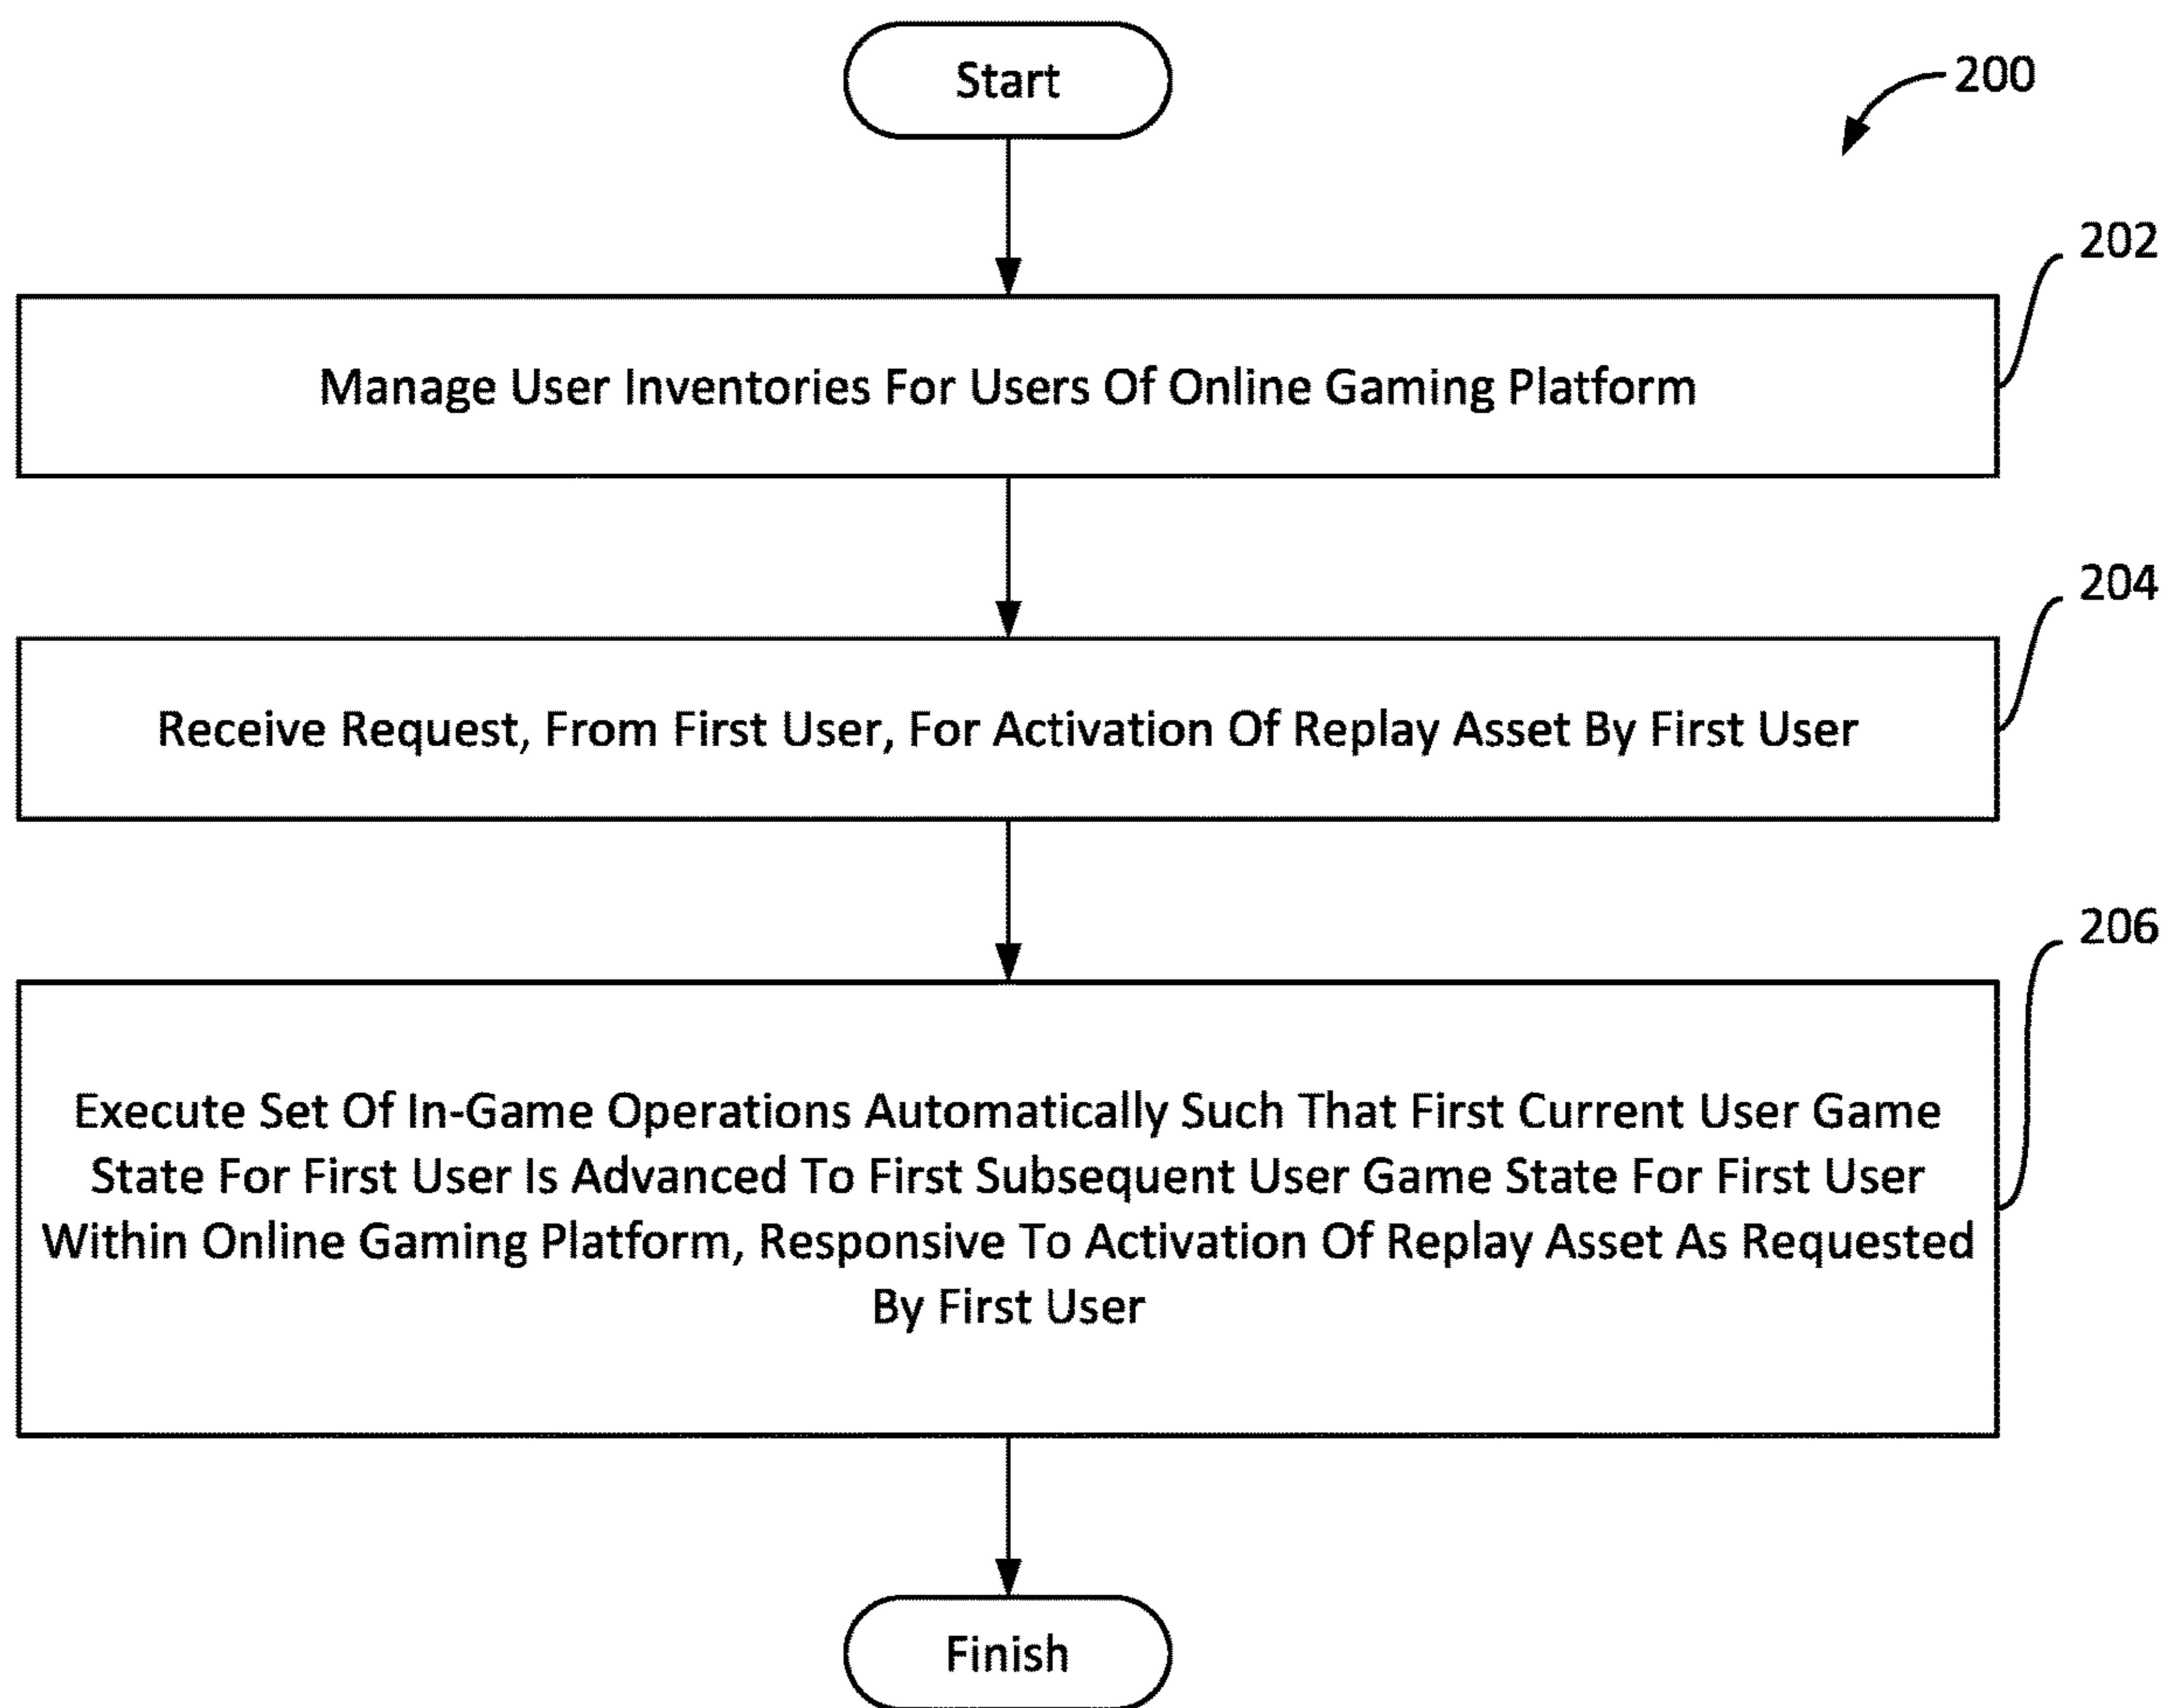 Start
200
202
Manage User Inventories For Users Of Online Gaming Platform
204
Receive Request, From First User, For Activation Of Replay Asset By First User
206
Execute Set Of In-Game Operations Automatically Such That First Current User Game
State For First User Is Advanced To First Subsequent User Game State For First User
Within Online Gaming Platform, Responsive To Activation Of Replay Asset As Requested
By First User
Finish